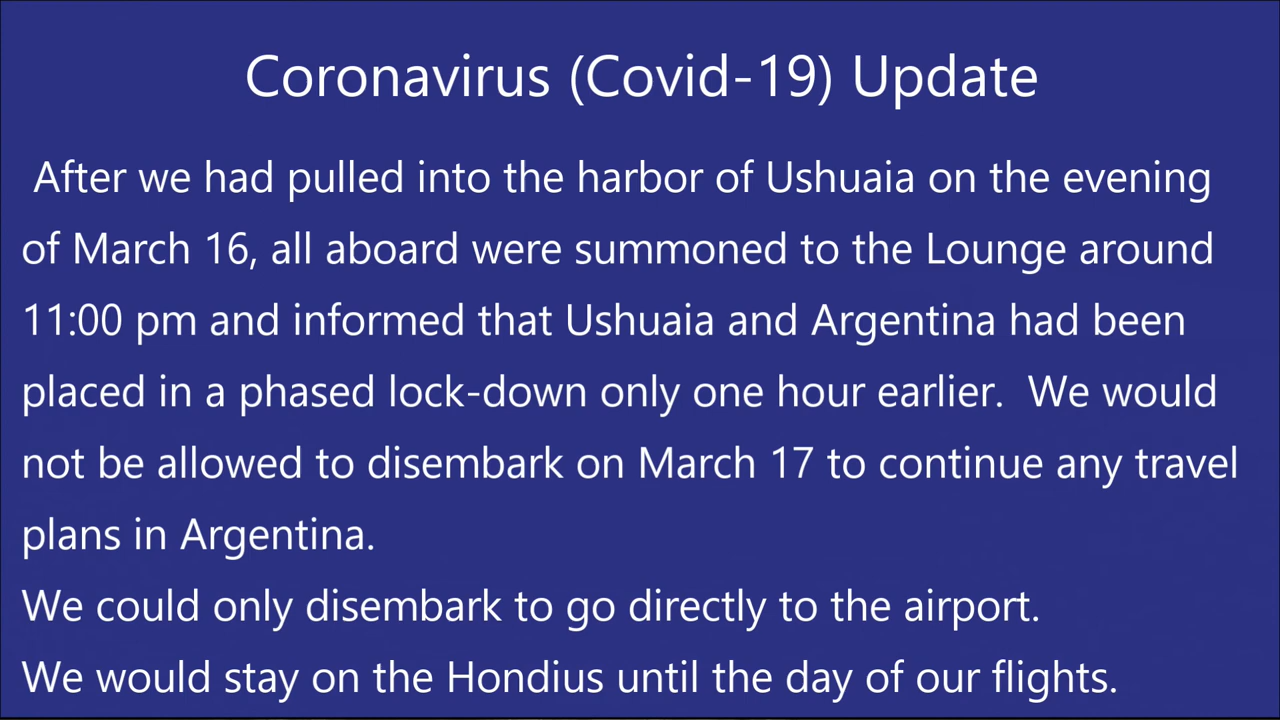 Coronavirus (Covid-19) Update
After we had pulled into the harbor of Ushuaia on the evening
of March 16, all aboard were summoned to the Lounge around
11:00 pm and informed that Ushuaia and Argentina had been
placed in a phased lock-down only one hour earlier.  We would
not be allowed to disembark on March 17 to continue any travel
plans in Argentina.
We could only disembark to go directly to the airport.
We would stay on the Hondius until the day of our flights.